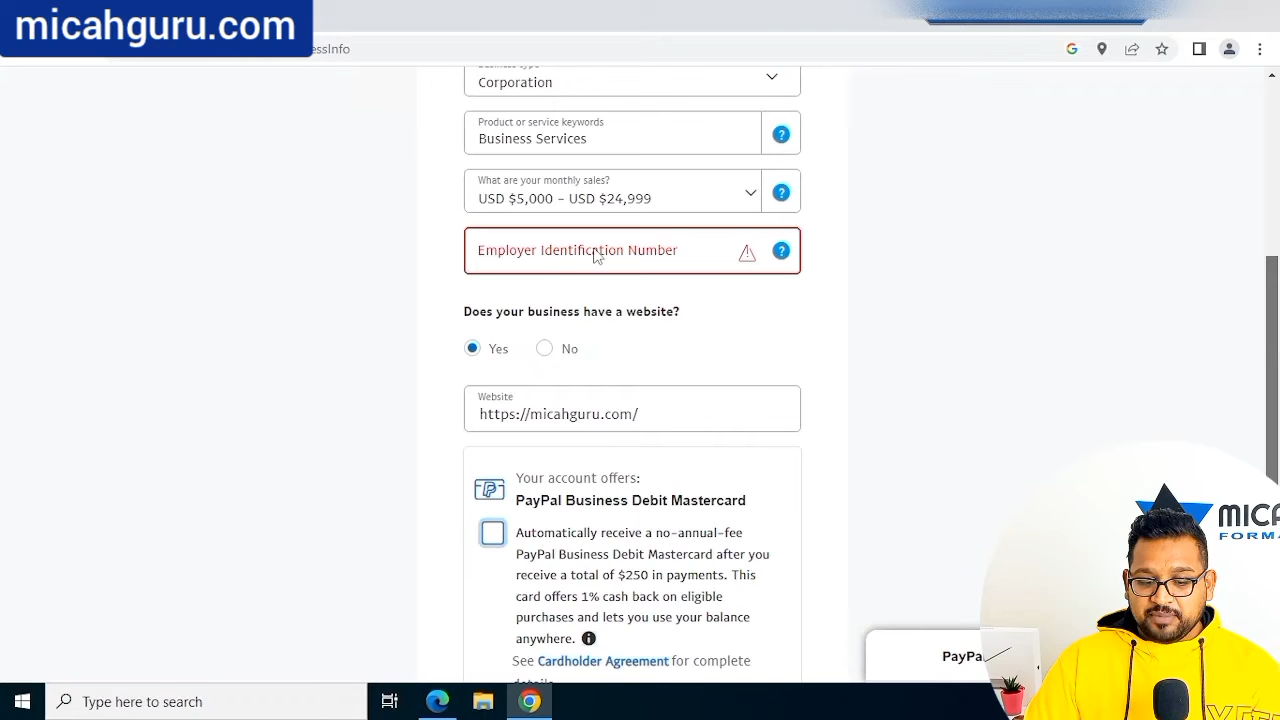 micahguru.com
essInfo
Corporation
Product or service keywords
Business Services
What are your monthly sales?
USD $5,000 – USD $24,999
Employer Identification Number
Does your business have a website?
Yes
No
Website
https://micahguru.com/
Your account offers:
PayPal Business Debit Mastercard
Automatically receive a no-annual-fee
PayPal Business Debit Mastercard after you
receive a total of $250 in payments. This
card offers 1% cash back on eligible
purchases and lets you use your balance
anywhere.
See Cardholder Agreement for complete
PayPa
MICA
FORMA
Type here to search